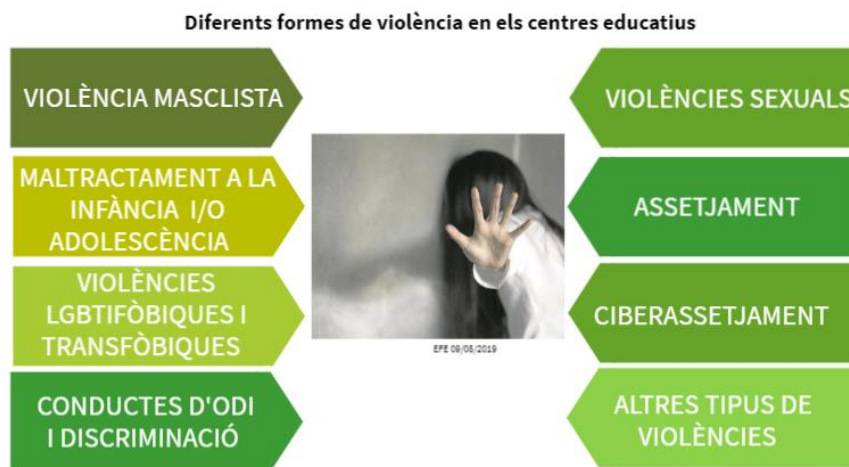 Diferents formes de violència en els centres educatius
VIOLÈNCIA MASCLISTA
MALTRACTAMENT A LA
INFÀNCIA I/O
ADOLESCÈNCIA
VIOLÈNCIES
LGBTIFÒBIQUES I
TRANSFÒBIQUES
CONDUCTES D'ODI
I DISCRIMINACIÓ
EFE 09/08/2019
VIOLÈNCIES SEXUALS
ASSETJAMENT
CIBERASSETJAMENT
ALTRES TIPUS DE
VIOLÈNCIES